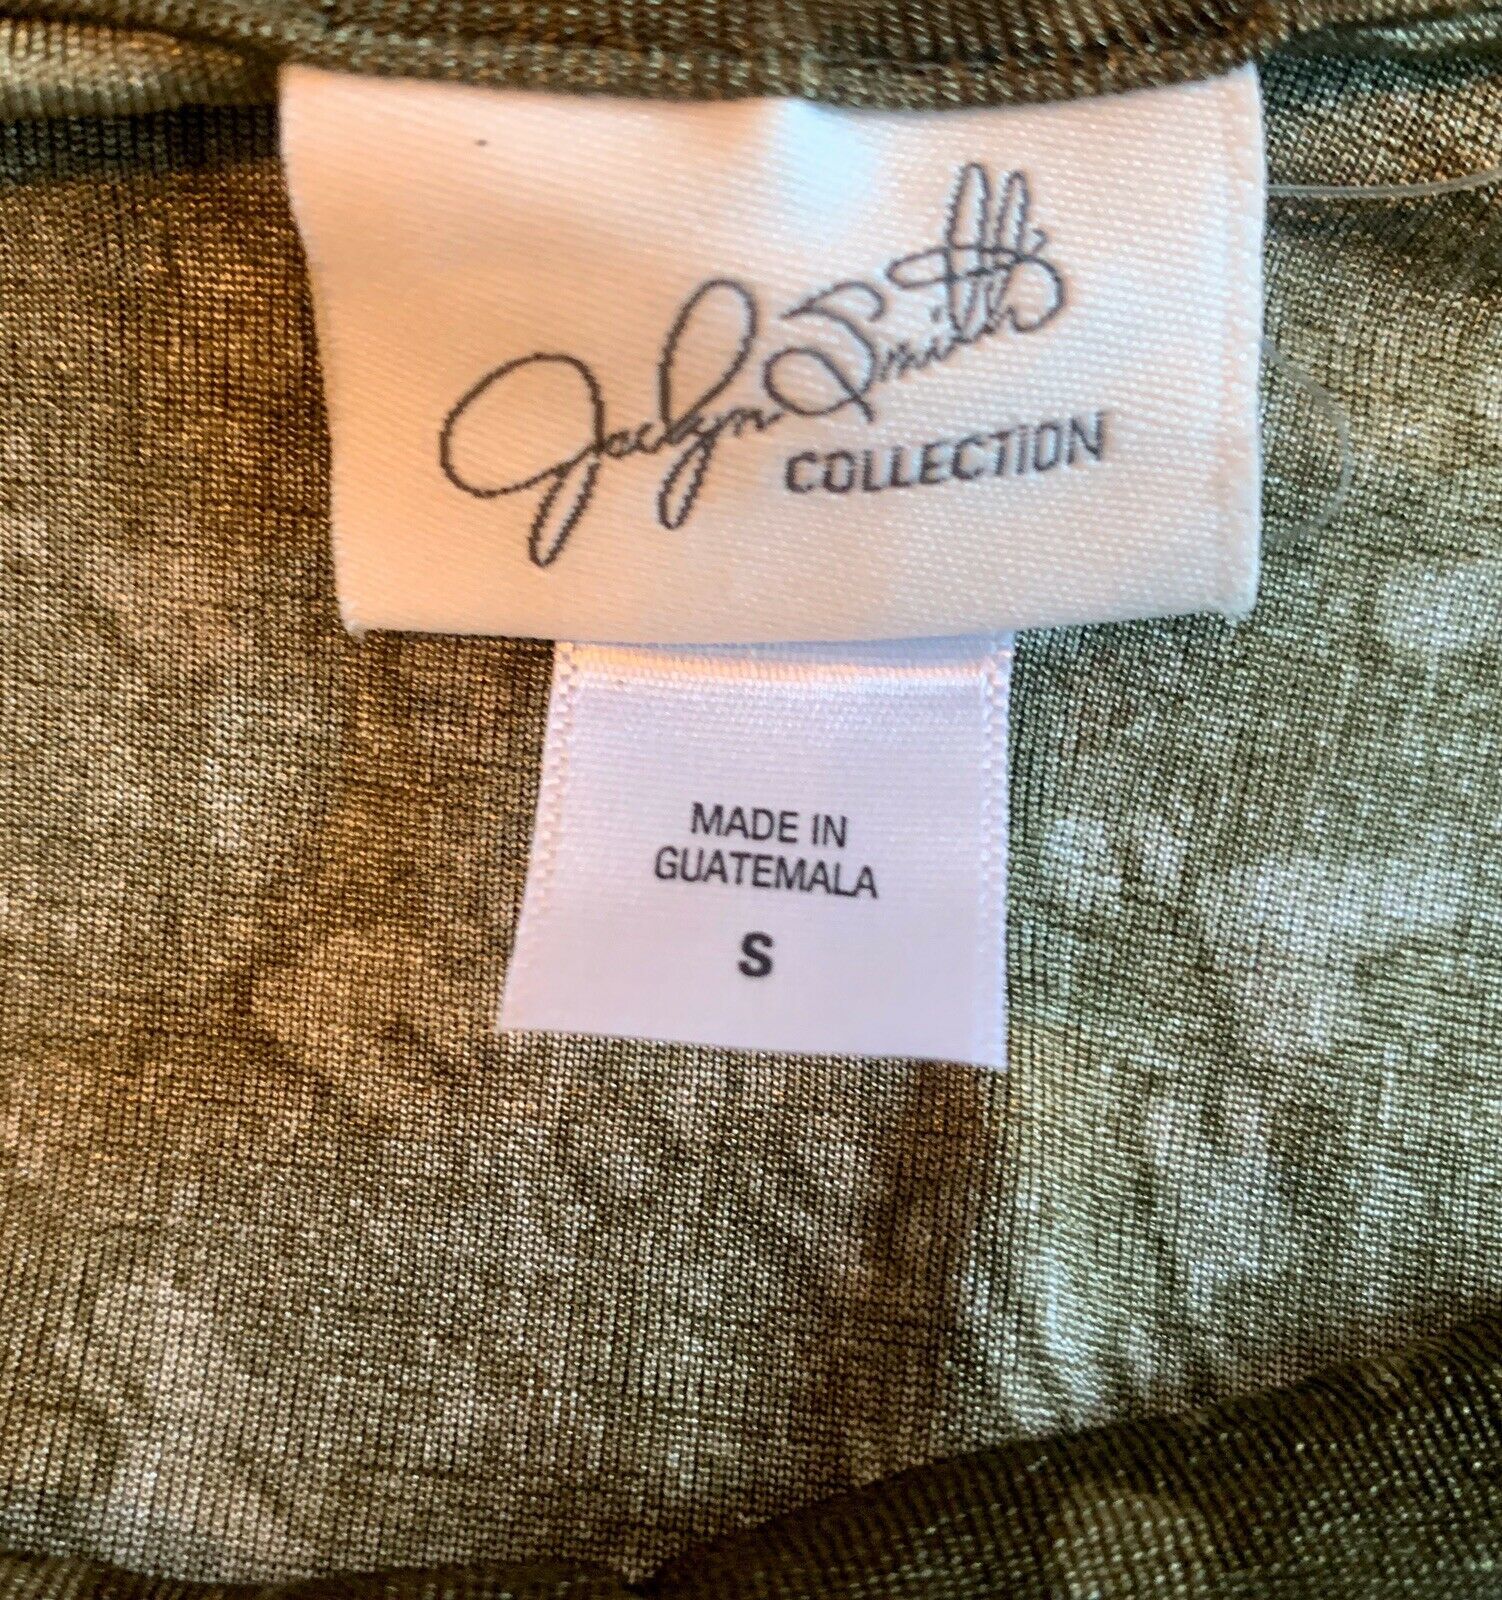 Jaclyn Smith
COLLECTION
MADE IN
GUATEMALA
S